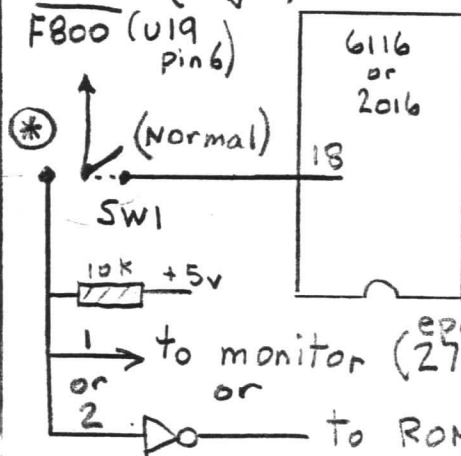 F800 (U19
pin 6)
6116
or
2016
*
(Normal)
18
SW1
10k +5v
1 to monitor (27
or
or
2
to ROM